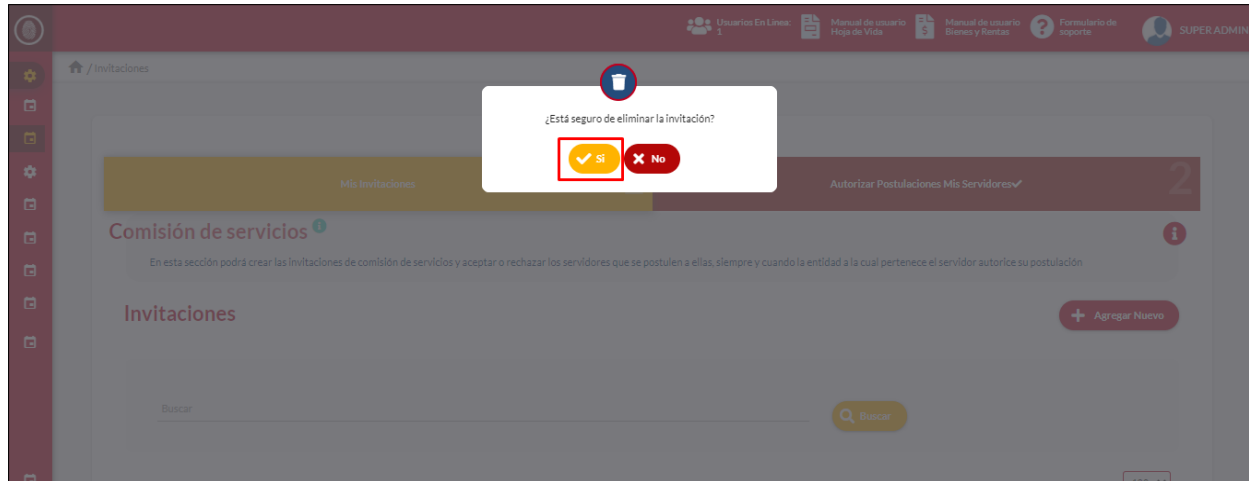 Usuarios En Linea:
1
Manual de usuario
Hoja de Vida
Manual de usuario
Bienes y Rentas
Formulario de
soporte
SUPER ADMIN
/ Invitaciones
¿Está seguro de eliminar la invitación?
Si
No
Mis Invitaciones
Autorizar Postulaciones Mis Servidores
2
Comisión de servicios
En esta sección podrá crear las invitaciones de comisión de servicios y aceptar o rechazar los servidores que se postulen a ellas, siempre y cuando la entidad a la cual pertenece el servidor autorice su postulación
Invitaciones
Agregar Nuevo
Buscar
Buscar